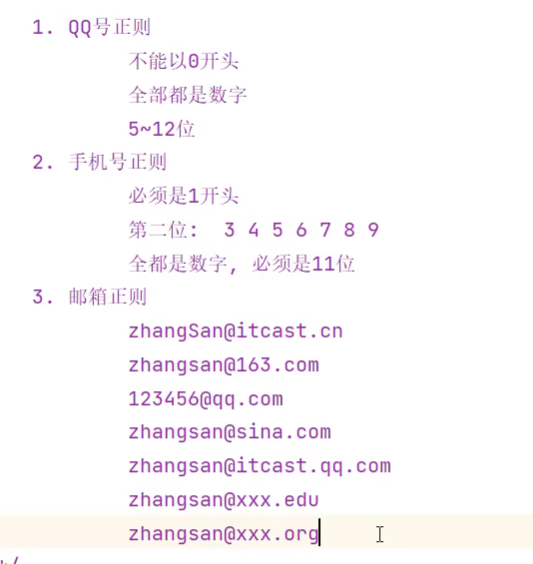 1. QQ号正则
不能以0开头
全部都是数字
5~12位
2. 手机号正则
必须是1开头
第二位: 3 4 5 6 7 8 9
全都是数字, 必须是11位
3. 邮箱正则
zhangSan@itcast.cn
zhangsan@163.com
123456@qq.com
zhangsan@sina.com
zhangsan@itcast.qq.com
zhangsan@xxx.edu
zhangsan@xxx.org